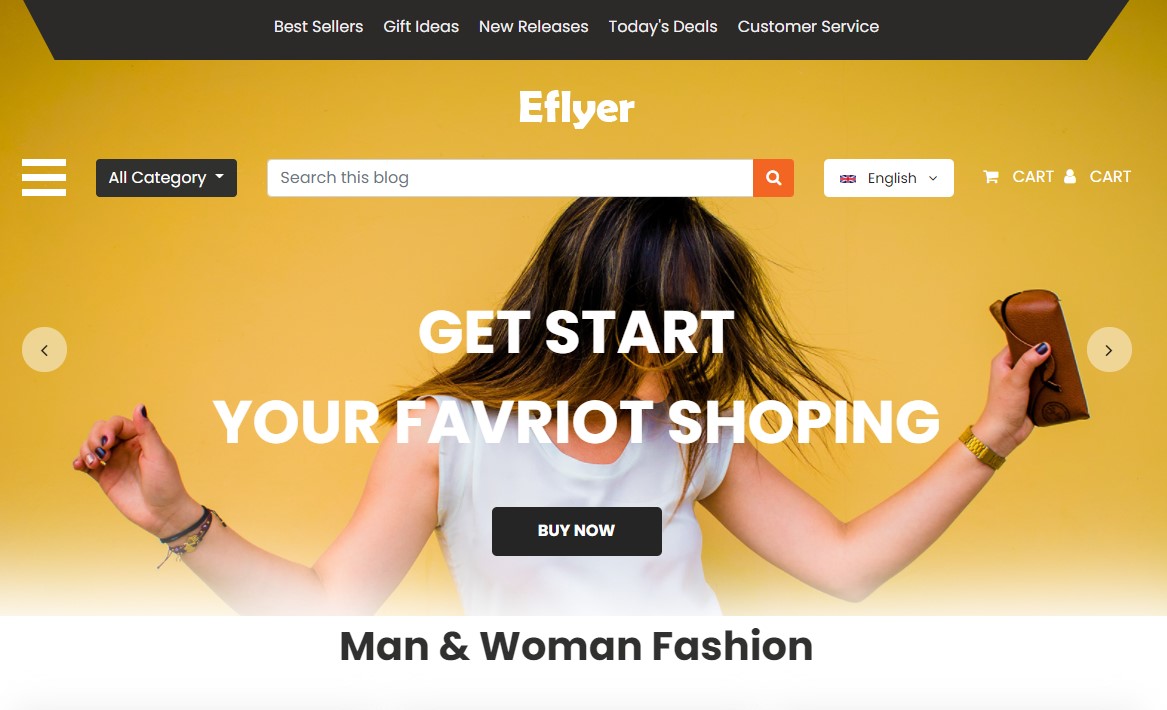 Best Sellers Gift Ideas New Releases Today's Deals Customer Service
Eflyer
All Category Search this blog English CART CART
GET START
YOUR FAVRIOT SHOPING
BUY NOW
Man & Woman Fashion